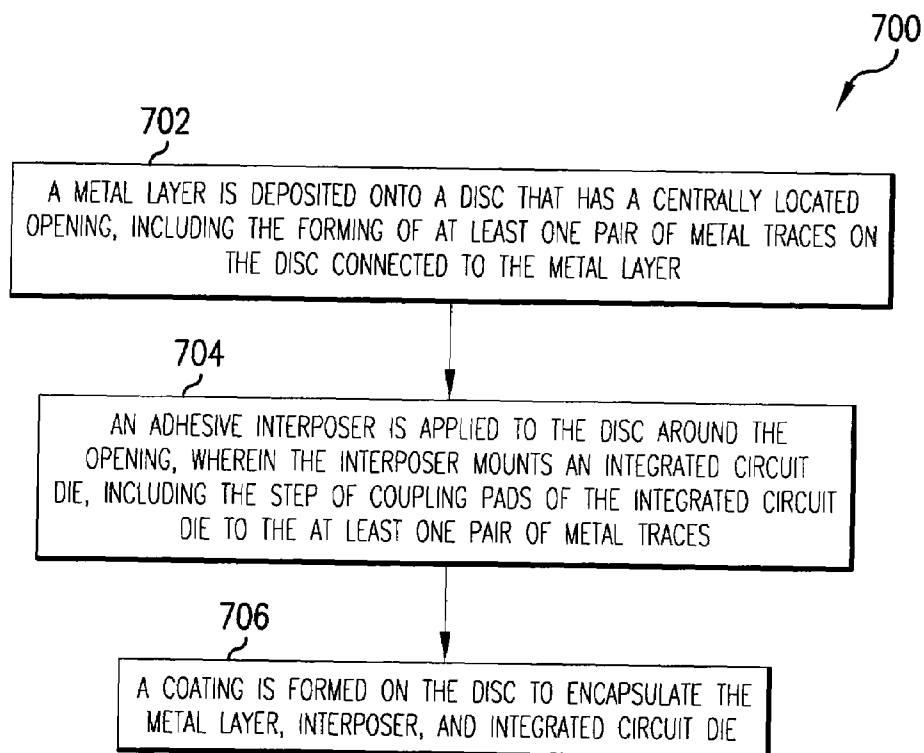 700
702
A METAL LAYER IS DEPOSITED ONTO A DISC THAT HAS A CENTRALLY LOCATED
OPENING, INCLUDING THE FORMING OF AT LEAST ONE PAIR OF METAL TRACES ON
THE DISC CONNECTED TO THE METAL LAYER
704
AN ADHESIVE INTERPOSER IS APPLIED TO THE DISC AROUND THE
OPENING, WHEREIN THE INTERPOSER MOUNTS AN INTEGRATED CIRCUIT
DIE, INCLUDING THE STEP OF COUPLING PADS OF THE INTEGRATED CIRCUIT
DIE TO THE AT LEAST ONE PAIR OF METAL TRACES
706
A COATING IS FORMED ON THE DISC TO ENCAPSULATE THE
METAL LAYER, INTERPOSER, AND INTEGRATED CIRCUIT DIE